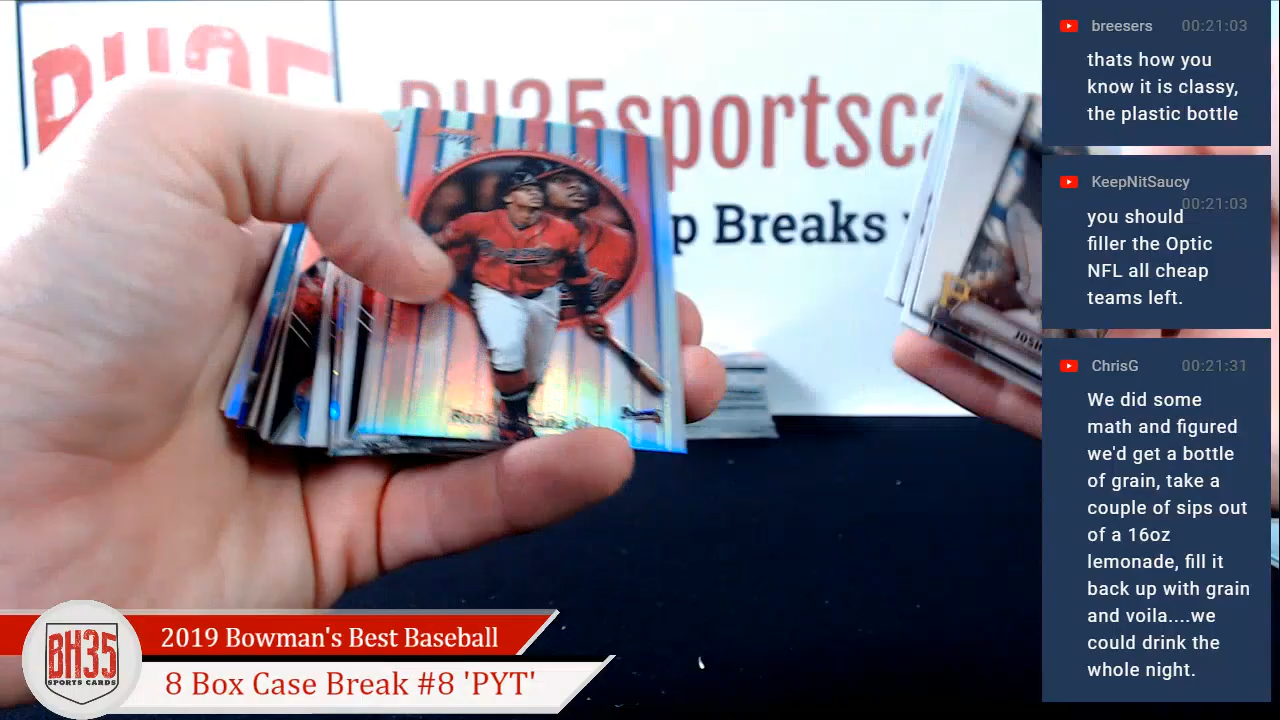 BH35
BH35sportsca
p Breaks
Braves
JOSH
breesers 00:21:03
thats how you
know it is classy,
the plastic bottle
KeepNitSaucy
00:21:03
you should
filler the Optic
NFL all cheap
teams left.
ChrisG 00:21:31
We did some
math and figured
we'd get a bottle
of grain, take a
couple of sips out
of a 16oz
lemonade, fill it
back up with grain
and voila....we
could drink the
whole night.
BH35
SPORTS CARDS
2019 Bowman's Best Baseball
8 Box Case Break #8 'PYT'